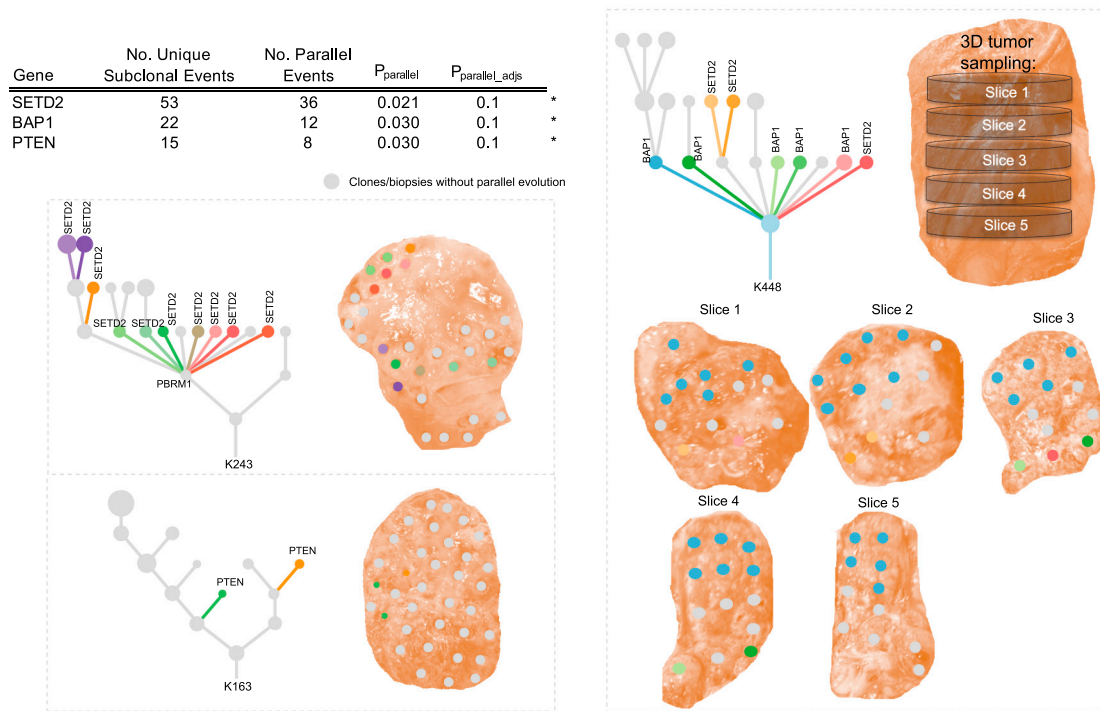 No. Unique No. Parallel
Gene Subclonal Events Events Pparallel Pparallel_adjs
SETD2 53 36 0.021 0.1 *
BAP1 22 12 0.030 0.1 *
PTEN 15 8 0.030 0.1 *
Clones/biopsies without parallel evolution
SETD2 SETD2
SETD2
SETD2 SETD2 SETD2 SETD2 SETD2 SETD2 SETD2
PBRM1
K243
PTEN
PTEN
K163
SETD2 SETD2
BAP1 BAP1 BAP1 BAP1 BAP1 SETD2
K448
3D tumor
sampling:
Slice 1
Slice 2
Slice 3
Slice 4
Slice 5
Slice 1 Slice 2 Slice 3
Slice 4 Slice 5